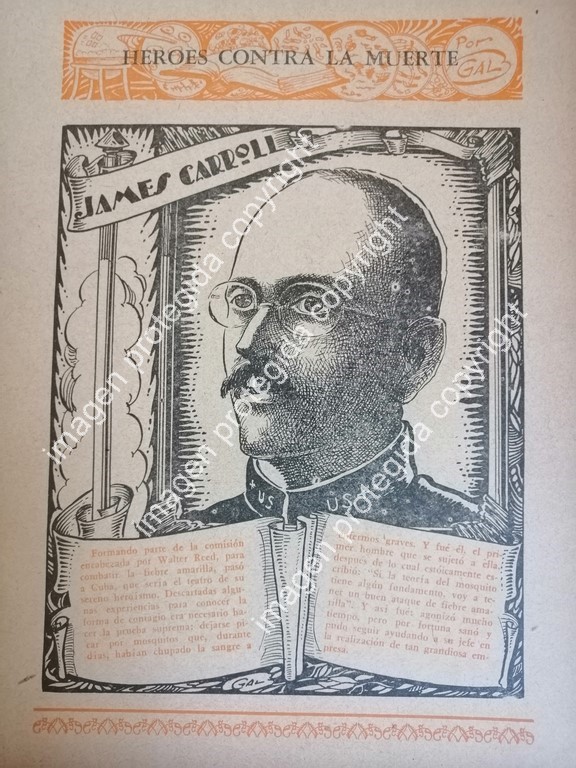 HEROES CONTRA LA MUERTE
Por
GAL
JAMES CARROLL
US
US
Formando parte de la comisión
encabezada por Walter Reed, para
combatir la fiebre amarilla, pasó
a Cuba, que sería el teatro de su
sereno heroísmo. Descartadas algu-
nas experiencias para conocer la
forma de contagio era necesario ha-
cer la prueba suprema: dejarse pi-
car por mosquitos que, durante
días, habían chupado la sangre a
enfermos graves. Y fué él, el pri-
mer hombre que se sujetó a ella,
después de lo cual estóicamente es-
cribió: "Si la teoría del mosquito
tiene algún fundamento, voy a te-
ner un buen ataque de fiebre ama-
rilla". Y así fué: agonizó mucho
tiempo, pero por fortuna sanó y
pudo seguir ayudando a su jefe en
la realización de tan grandiosa em-
presa.
GAL
imagen protegida copyright
imagen protegida copyright
imagen protegida copyright